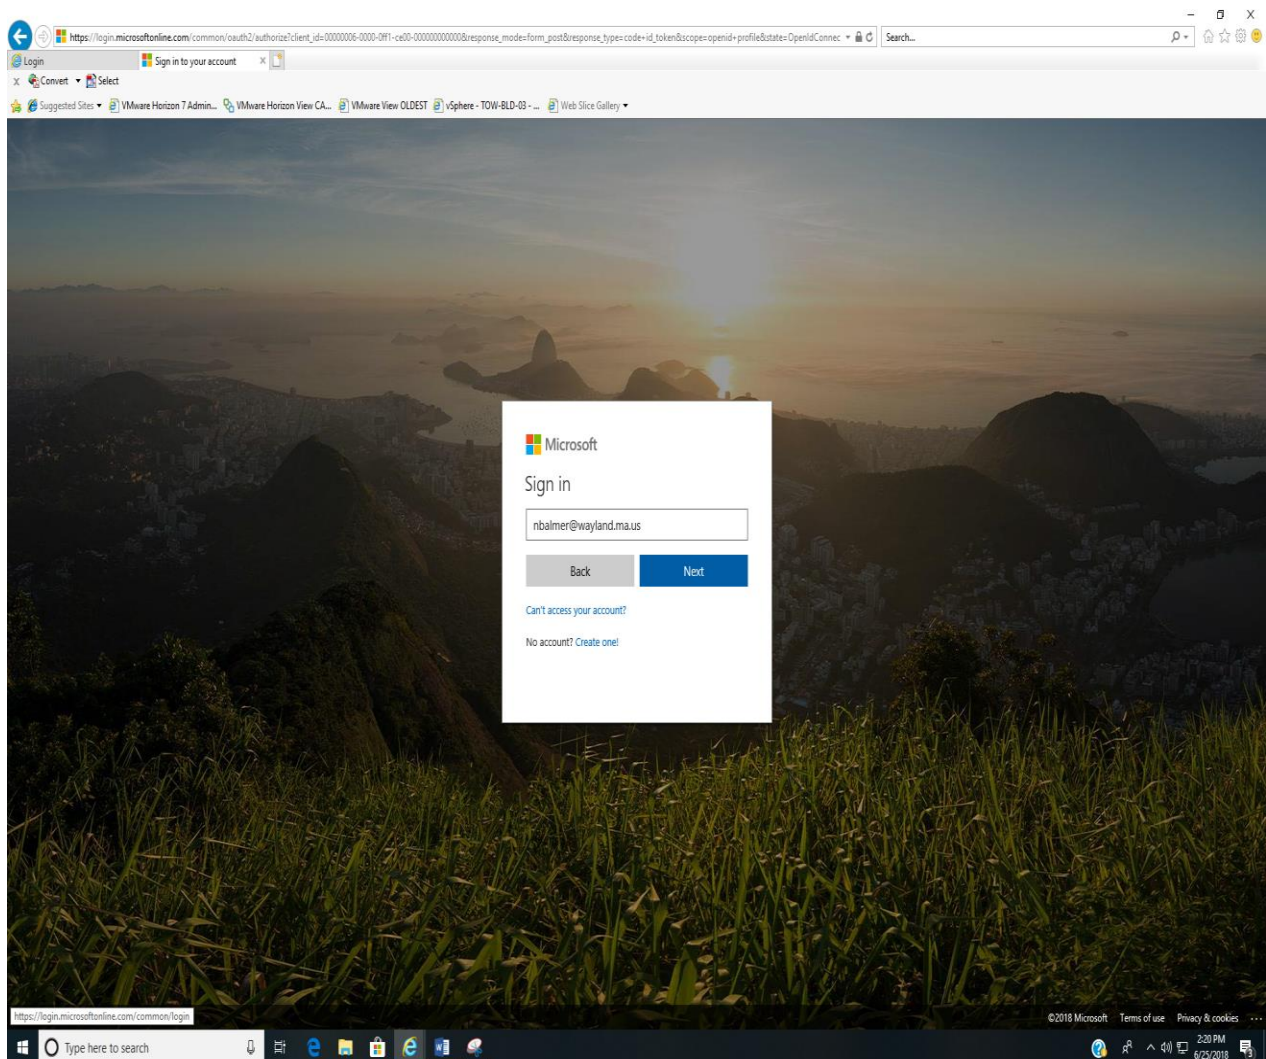 https://login.microsoftonline.com/common/oauth2/authorize?client_id=00000006-0000-0ff1-ce00-000000000000&response_mode=form_post&response_type=code+id_token&scope=openid+profile&state=OpenIdConnec
Search...
Login
Sign in to your account
X
x Convert Select
Suggested Sites VMware Horizon 7 Admin... VMware Horizon View CA... VMware View OLDEST vSphere - TOW-BLD-03 - ... Web Slice Gallery
Microsoft
Sign in
nbalmer@wayland.ma.us
Back Next
Can't access your account?
No account? Create one!
https://login.microsoftonline.com/common/login
©2018 Microsoft Terms of use Privacy & cookies ...
Type here to search
2:20 PM
6/25/2018